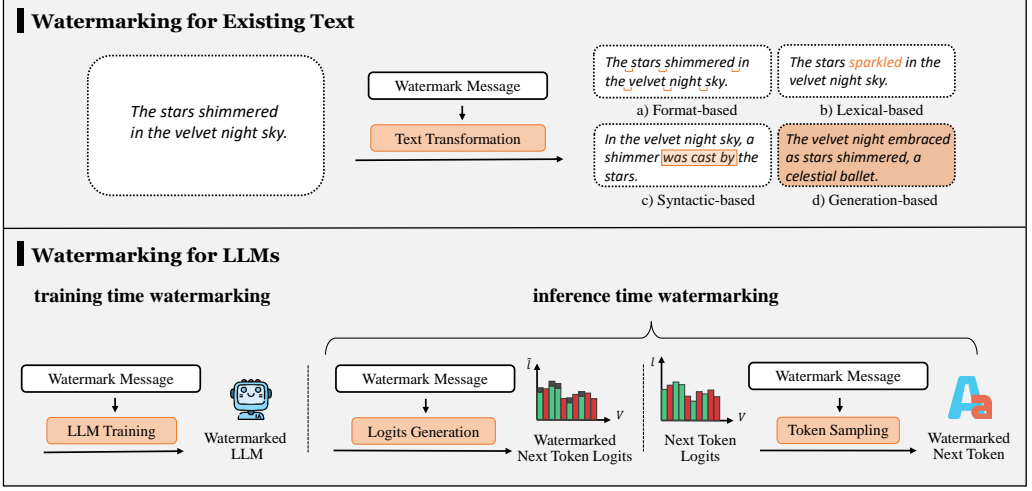 Watermarking for Existing Text
The stars shimmered
in the velvet night sky.
Watermark Message
Text Transformation
The stars shimmered in
the velvet night sky.
a) Format-based
The stars sparkled in the
velvet night sky.
b) Lexical-based
In the velvet night sky, a
shimmer was cast by the
stars.
c) Syntactic-based
The velvet night embraced
as stars shimmered, a
celestial ballet.
d) Generation-based
Watermarking for LLMs
training time watermarking
inference time watermarking
Watermark Message
LLM Training
Watermarked
LLM
Watermark Message
Logits Generation
l̃
V
Watermarked
Next Token Logits
l
V
Next Token
Logits
Watermark Message
Token Sampling
Aa
Watermarked
Next Token